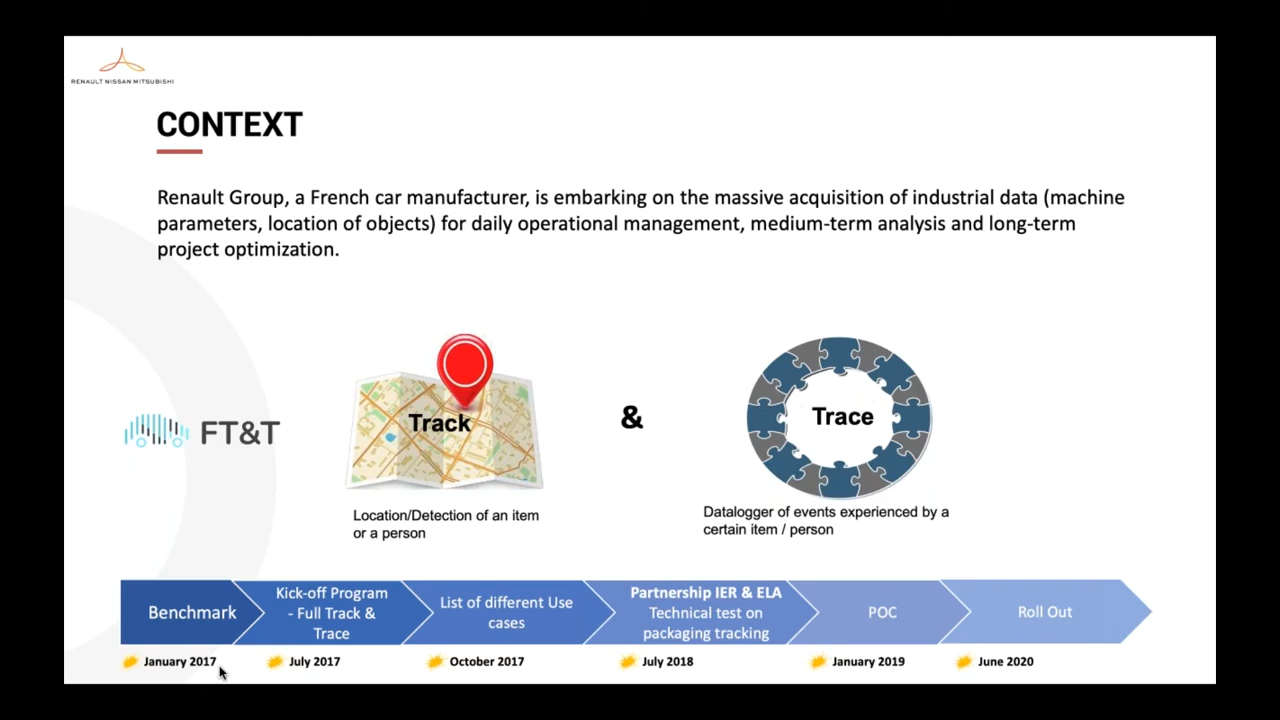 RENAULT NISSAN MITSUBISHI
CONTEXT
Renault Group, a French car manufacturer, is embarking on the massive acquisition of industrial data (machine
parameters, location of objects) for daily operational management, medium-term analysis and long-term
project optimization.
FT&T
Track
&
Trace
Location/Detection of an item
or a person
Datalogger of events experienced by a
certain item / person
Benchmark
Kick-off Program
- Full Track &
Trace
List of different Use
cases
Partnership IER & ELA
Technical test on
packaging tracking
POC
Roll Out
January 2017
July 2017
October 2017
July 2018
January 2019
June 2020